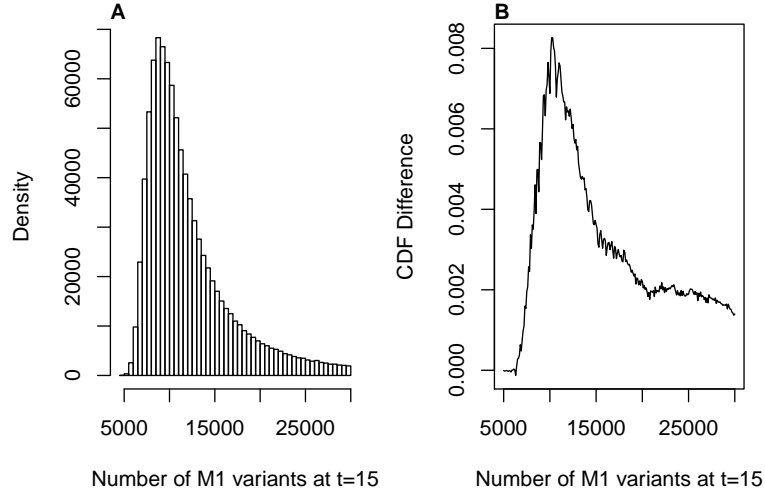 A
Density
0
20000
40000
60000
5000
15000
25000
Number of M1 variants at t=15
B
CDF Difference
0.000
0.002
0.004
0.006
0.008
5000
15000
25000
Number of M1 variants at t=15